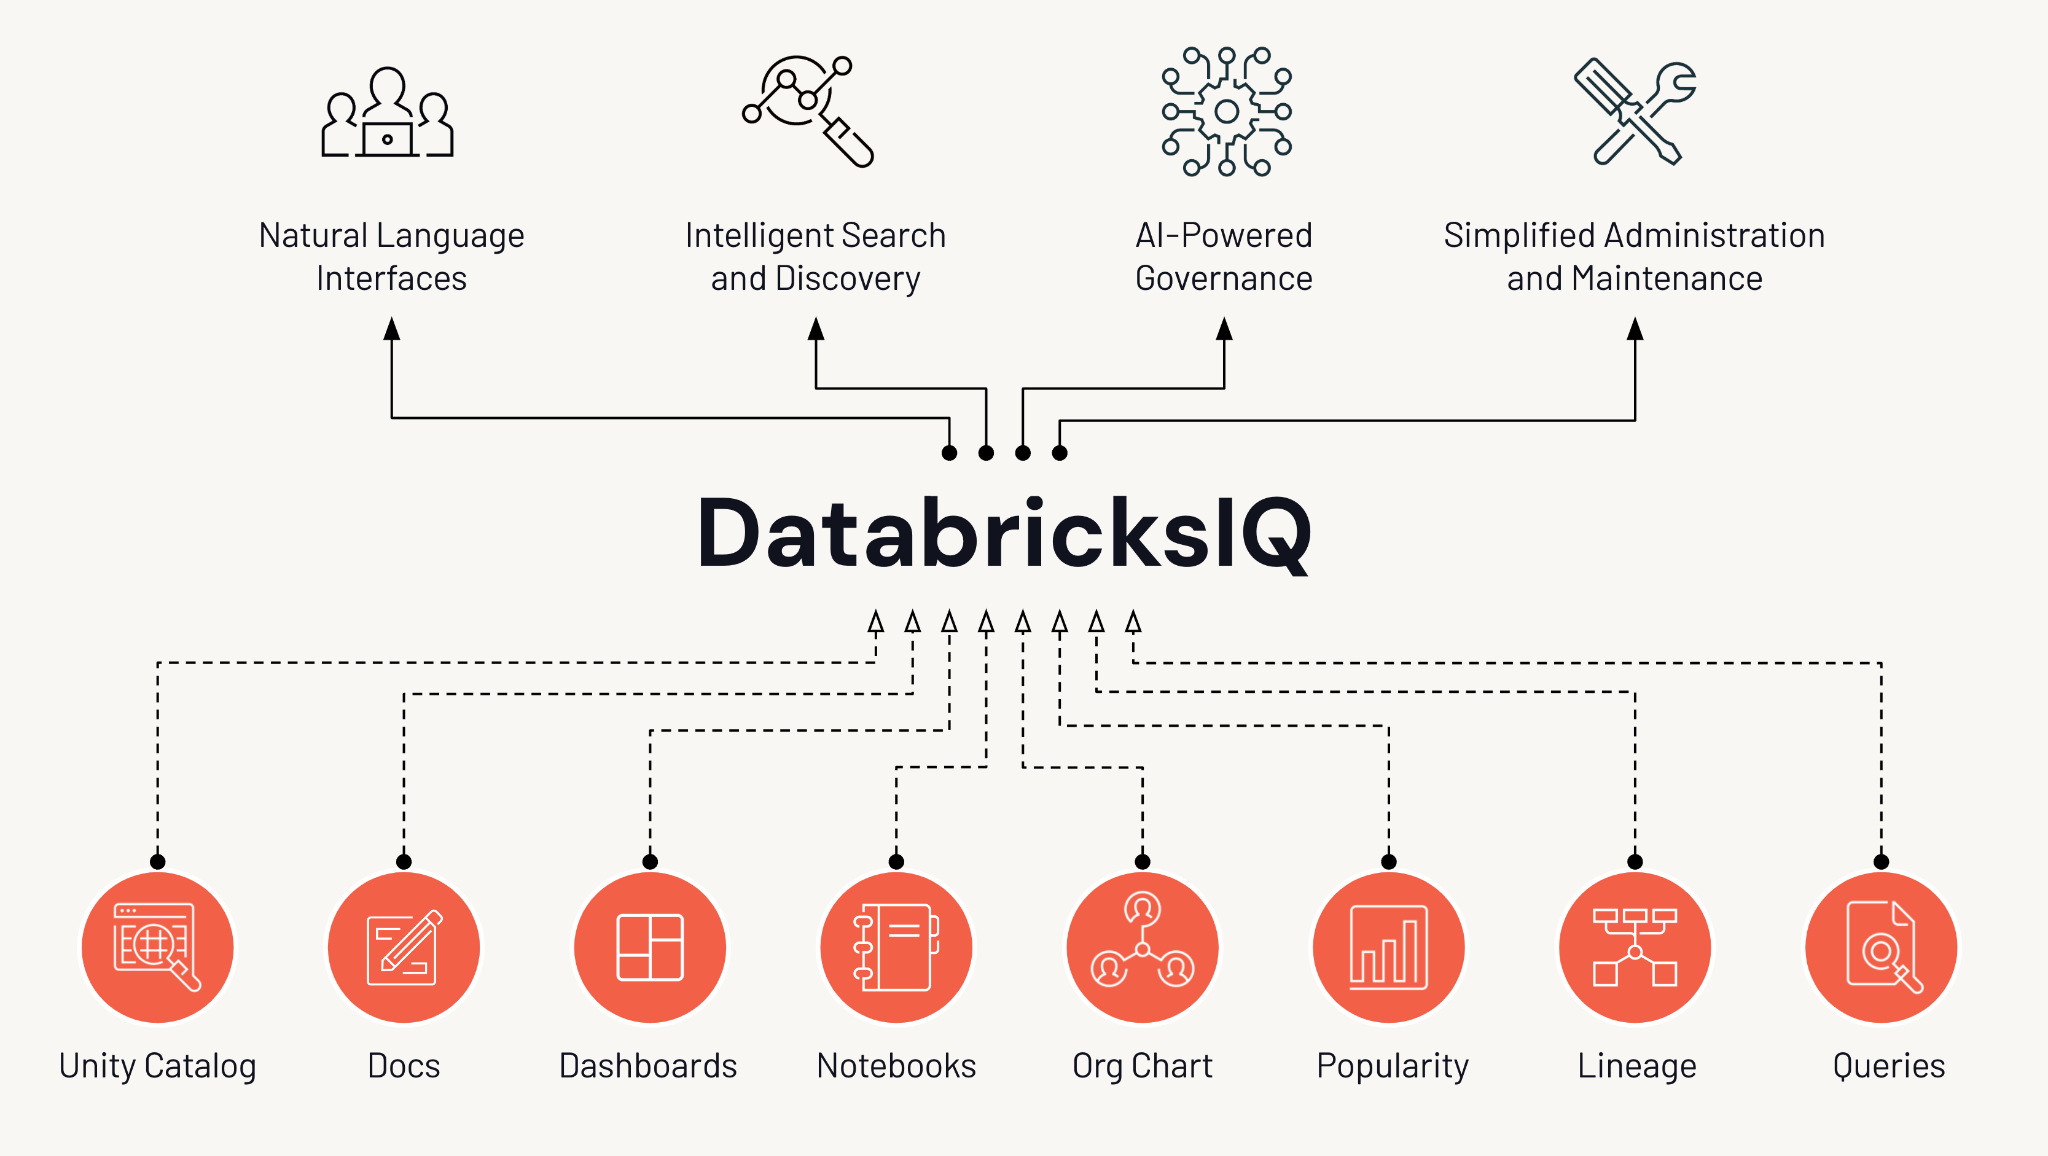 Natural Language
Interfaces
Intelligent Search
and Discovery
AI-Powered
Governance
Simplified Administration
and Maintenance
DatabricksIQ
Unity Catalog
Docs
Dashboards
Notebooks
Org Chart
Popularity
Lineage
Queries